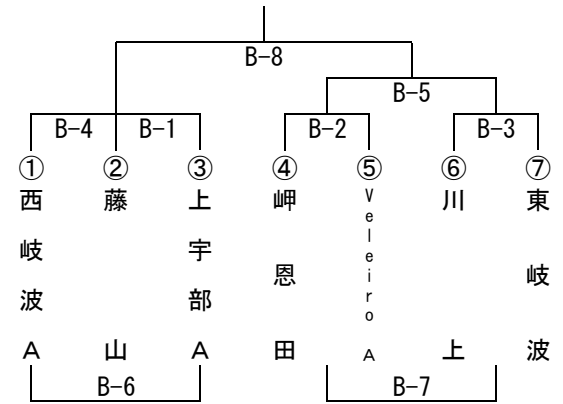 B-8
B-5
B-4
B-1
B-2
B-3
①
②
③
④
⑤
⑥
⑦
西岐波A
藤山
上宇部A
岬恩田
Veleiro A
川上
東岐波
B-6
B-7